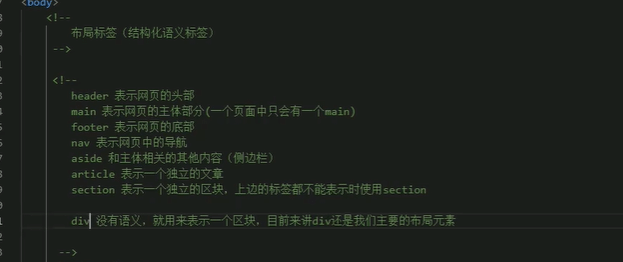 <body>
<!--
布局标签（结构化语义标签）
-->
<!--
header 表示网页的头部
main 表示网页的主体部分(一个页面中只会有一个main)
footer 表示网页的底部
nav 表示网页中的导航
aside 和主体相关的其他内容（侧边栏）
article 表示一个独立的文章
section 表示一个独立的区块，上边的标签都不能表示时使用section
div 没有语义，就用来表示一个区块，目前来讲div还是我们主要的布局元素
-->